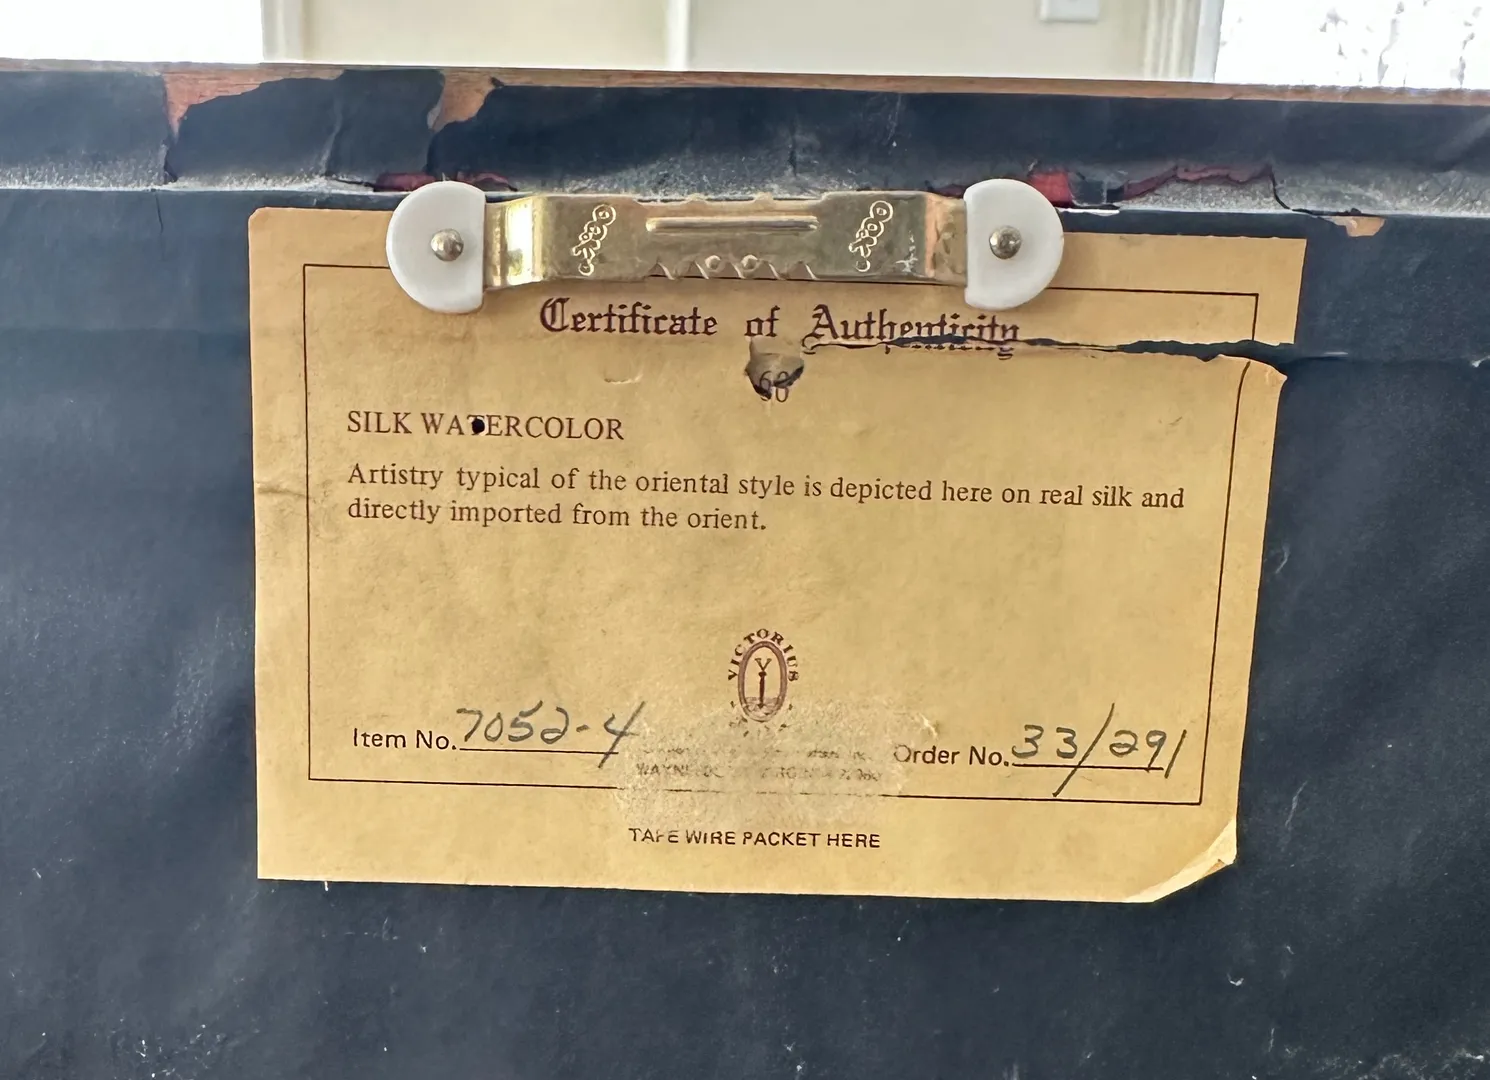 Certificate of Authenticity
60
SILK WATERCOLOR
Artistry typical of the oriental style is depicted here on real silk and
directly imported from the orient.
VICTORIUS
V
Item No. 7052-4
Order No. 33/291
TAPE WIRE PACKET HERE